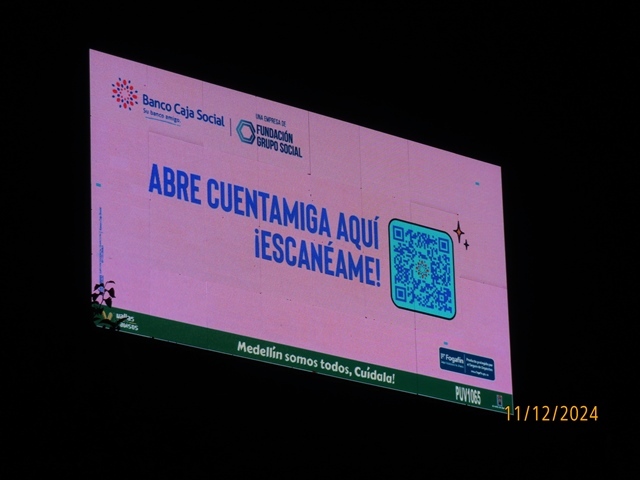 Banco Caja Social
Su banco amigo.
UNA EMPRESA DE
FUNDACIÓN
GRUPO SOCIAL
ABRE CUENTAMIGA AQUÍ
¡ESCANÉAME!
Fogafín
Medellín somos todos, Cuídala!
PUV1065
11/12/2024